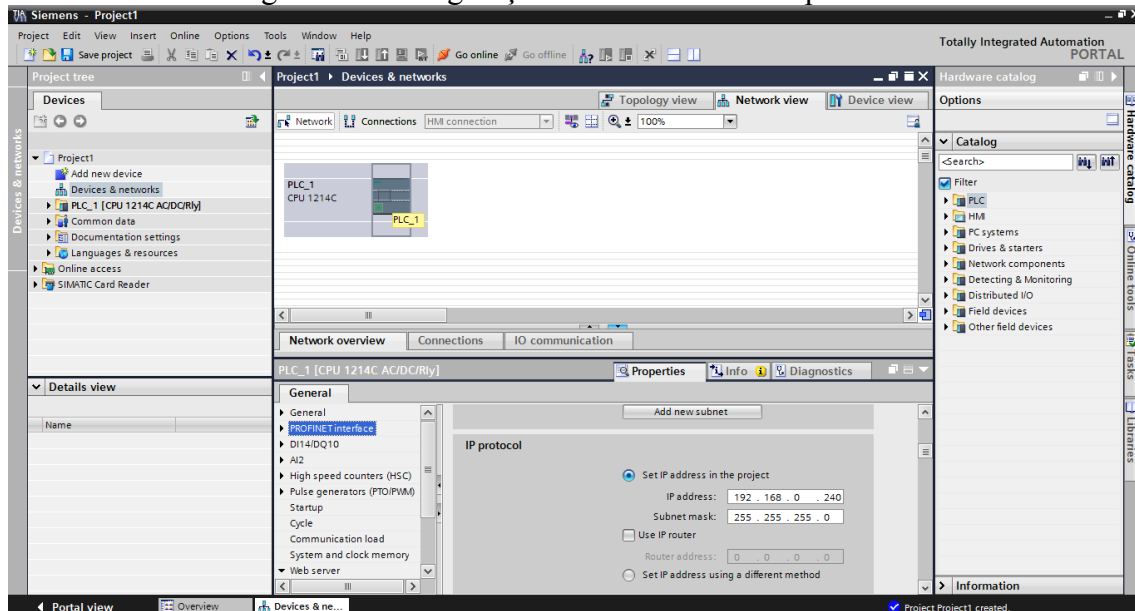 Siemens - Project1
Project Edit View Insert Online Options Tools Window Help
Save project
Go online
Go offline
Totally Integrated Automation
PORTAL
Project tree
Devices
Project1
Add new device
Devices & networks
PLC_1 [CPU 1214C AC/DC/Rly]
Common data
Documentation settings
Languages & resources
Online access
SIMATIC Card Reader
Details view
Name
Devices & networks
Project1 Devices & networks
Topology view
Network view
Device view
Network
Connections
HMI connection
100%
PLC_1
CPU 1214C
PLC_1
Network overview
Connections
IO communication
PLC_1 [CPU 1214C AC/DC/Rly]
Properties
Info
Diagnostics
General
General
PROFINET interface
DI14/DQ10
AI2
High speed counters (HSC)
Pulse generators (PTO/PWM)
Startup
Cycle
Communication load
System and clock memory
Web server
Add new subnet
IP protocol
Set IP address in the project
IP address: 192 . 168 . 0 . 240
Subnet mask: 255 . 255 . 255 . 0
Use IP router
Router address: 0 . 0 . 0 . 0
Set IP address using a different method
Hardware catalog
Options
Catalog
<Search>
Filter
PLC
HMI
PC systems
Drives & starters
Network components
Detecting & Monitoring
Distributed I/O
Field devices
Other field devices
Information
Hardware catalog
Online tools
Tasks
Libraries
Portal view
Overview
Devices & ne...
Project Project1 created.